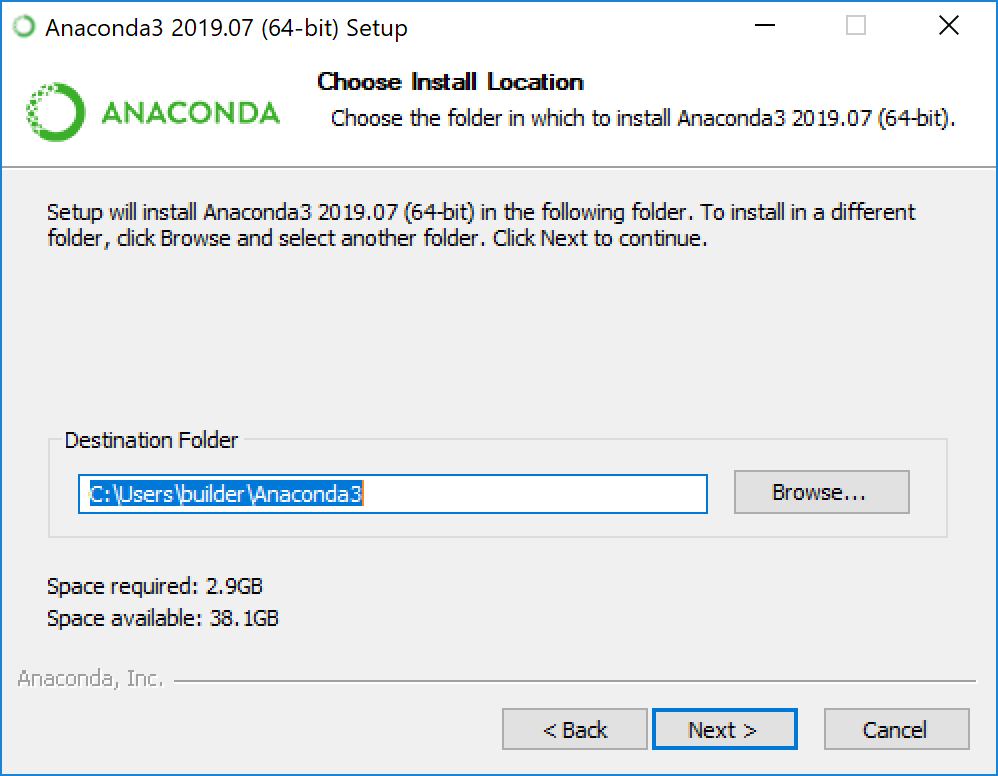 Anaconda3 2019.07 (64-bit) Setup
ANACONDA
Choose Install Location
Choose the folder in which to install Anaconda3 2019.07 (64-bit).
Setup will install Anaconda3 2019.07 (64-bit) in the following folder. To install in a different
folder, click Browse and select another folder. Click Next to continue.
Destination Folder
C:\Users\builder\Anaconda3
Browse...
Space required: 2.9GB
Space available: 38.1GB
Anaconda, Inc.
< Back
Next >
Cancel